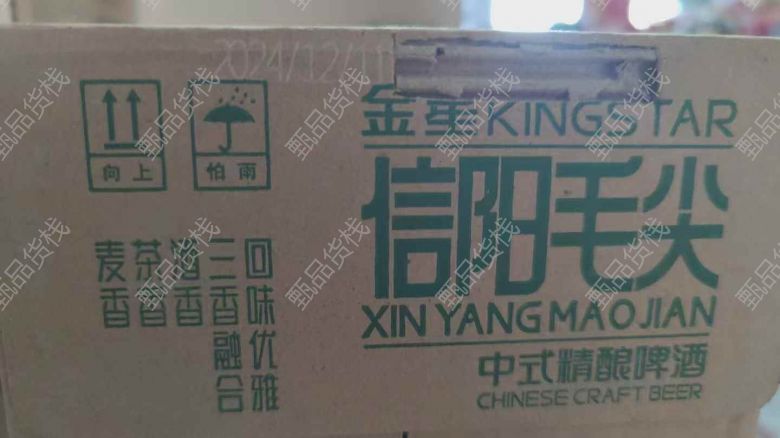 2024/12/11
向上
怕雨
金星KINGSTAR
信阳毛尖
XIN YANG MAO JIAN
中式精酿啤酒
CHINESE CRAFT BEER
麦香
茶香
酒香
三香融合
回味优雅
甄品货栈